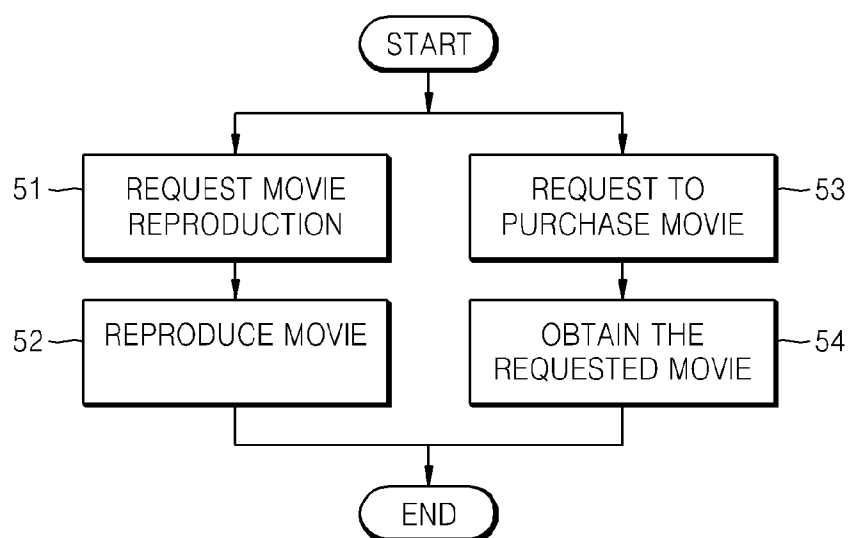 START
51
REQUEST MOVIE
REPRODUCTION
REQUEST TO
PURCHASE MOVIE
53
52
REPRODUCE MOVIE
OBTAIN THE
REQUESTED MOVIE
54
END